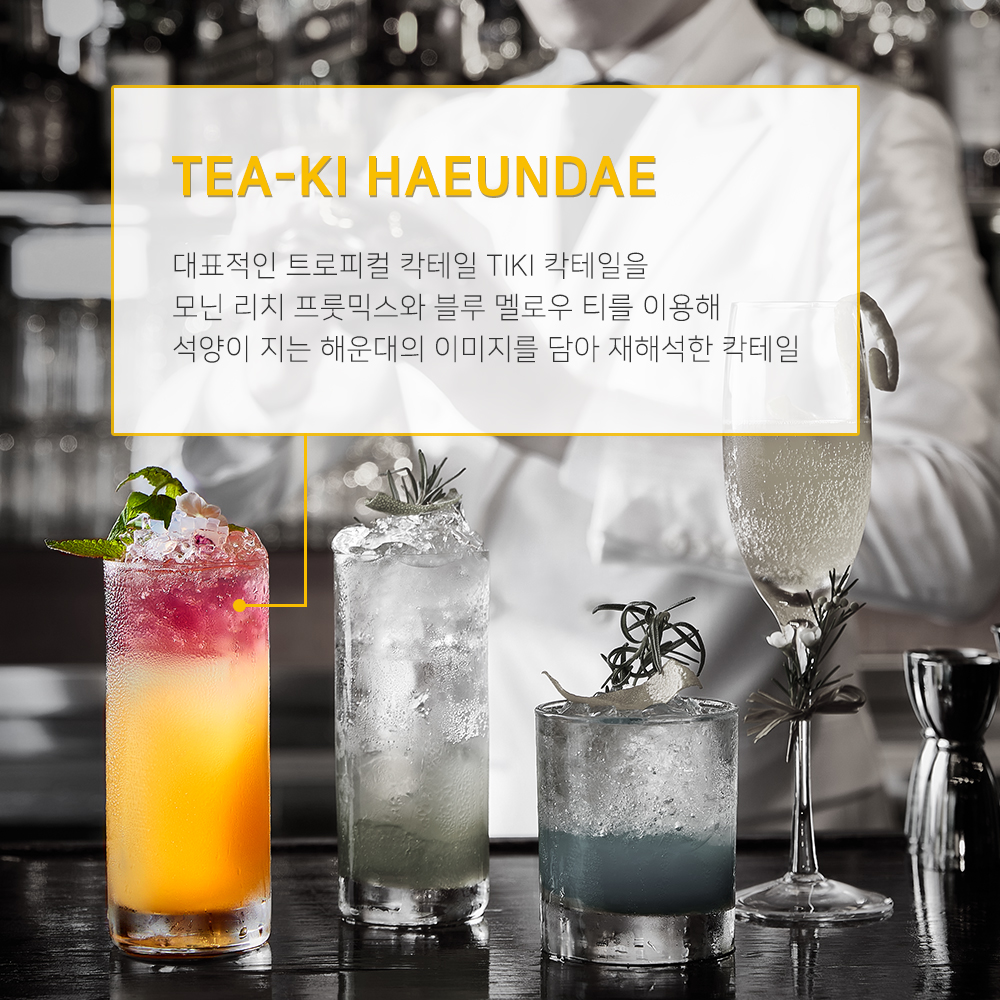 TEA-KI HAEUNDAE
대표적인 트로피컬 칵테일 TIKI 칵테일을
모닌 리치 프룻믹스와 블루 멜로우 티를 이용해
석양이 지는 해운대의 이미지를 담아 재해석한 칵테일